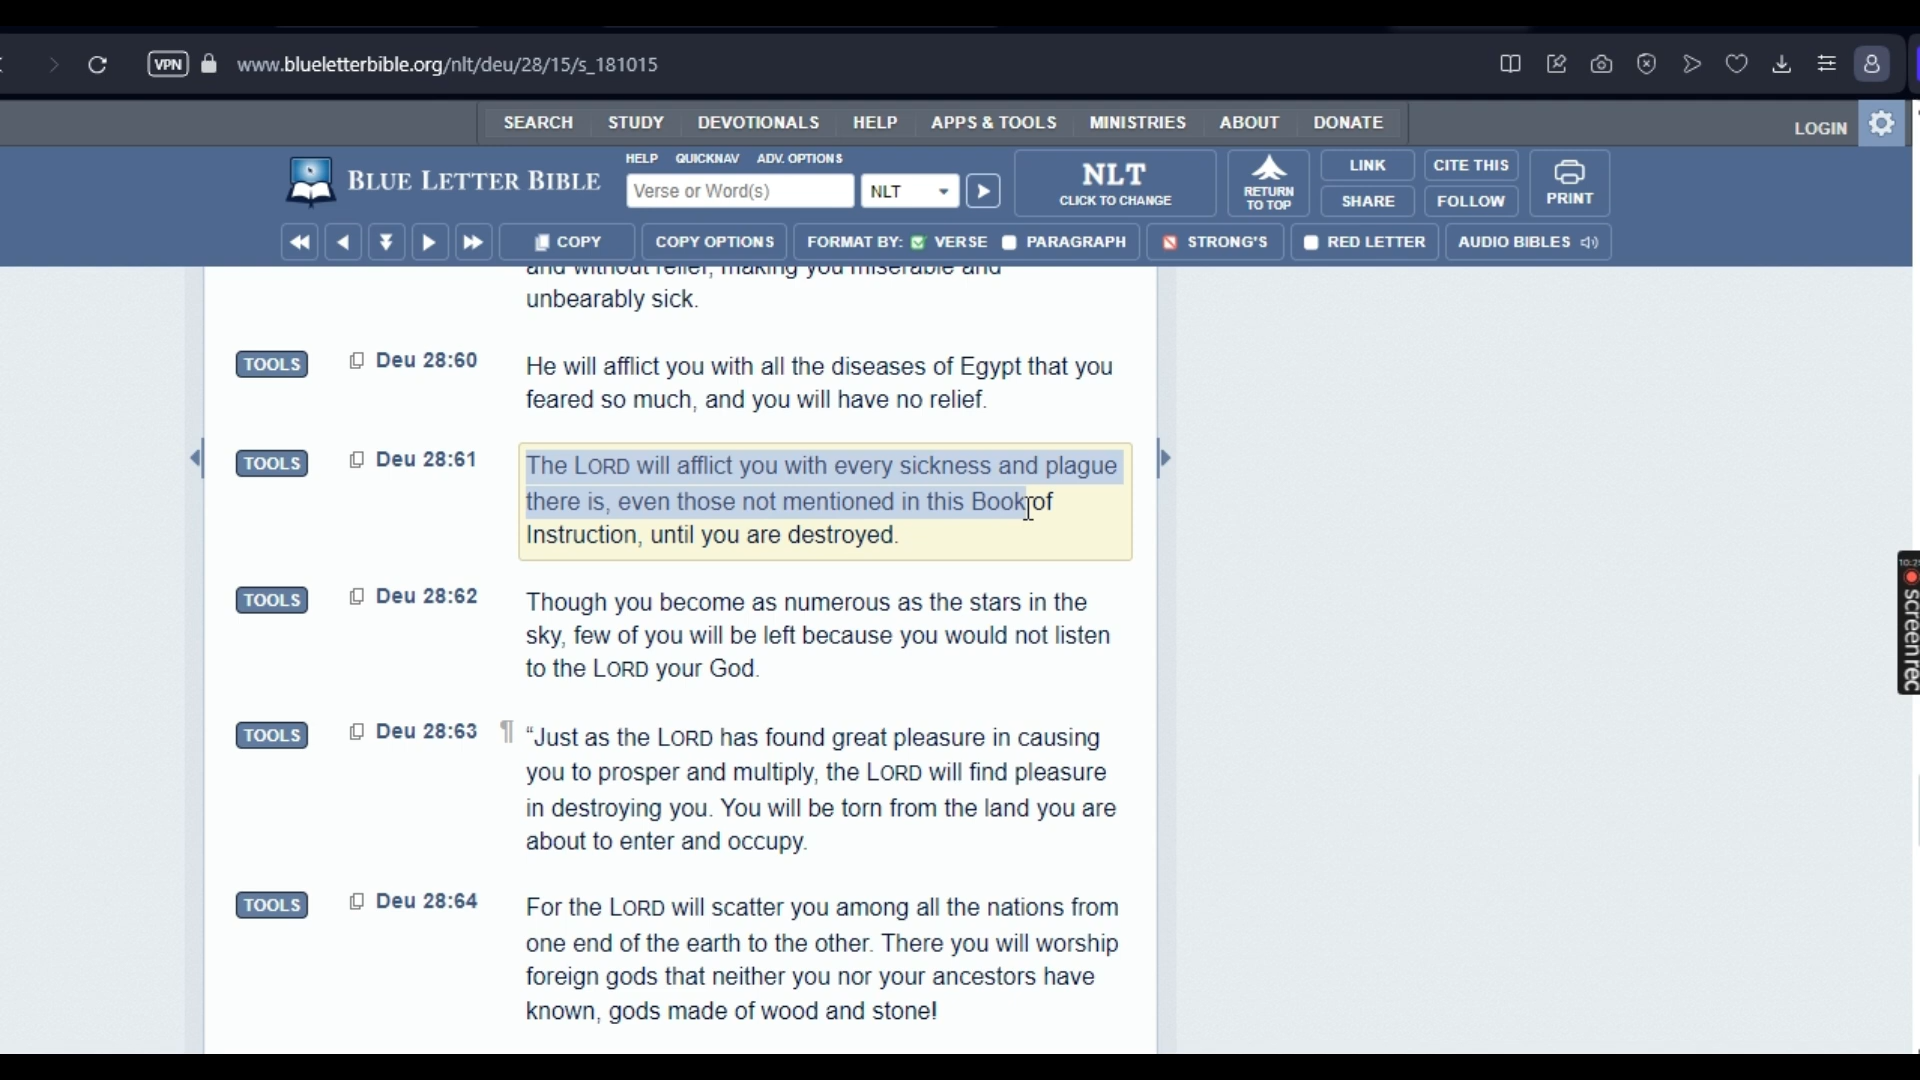 VPN www.blueletterbible.org/nlt/deu/28/15/s_181015
SEARCH STUDY DEVOTIONALS HELP APPS & TOOLS MINISTRIES ABOUT DONATE
LOGIN
HELP QUICKNAV ADV. OPTIONS
BLUE LETTER BIBLE
Verse or Word(s) NLT
NLT
CLICK TO CHANGE
RETURN
TO TOP
LINK
SHARE
CITE THIS
FOLLOW
PRINT
COPY COPY OPTIONS FORMAT BY: VERSE PARAGRAPH STRONG'S RED LETTER AUDIO BIBLES
and without relief, making you miserable and
unbearably sick.
TOOLS Deu 28:60 He will afflict you with all the diseases of Egypt that you
feared so much, and you will have no relief.
TOOLS Deu 28:61 The LORD will afflict you with every sickness and plague
there is, even those not mentioned in this Book of
Instruction, until you are destroyed.
TOOLS Deu 28:62 Though you become as numerous as the stars in the
sky, few of you will be left because you would not listen
to the LORD your God.
TOOLS Deu 28:63 ¶ “Just as the LORD has found great pleasure in causing
you to prosper and multiply, the LORD will find pleasure
in destroying you. You will be torn from the land you are
about to enter and occupy.
TOOLS Deu 28:64 For the LORD will scatter you among all the nations from
one end of the earth to the other. There you will worship
foreign gods that neither you nor your ancestors have
known, gods made of wood and stone!
screenrec